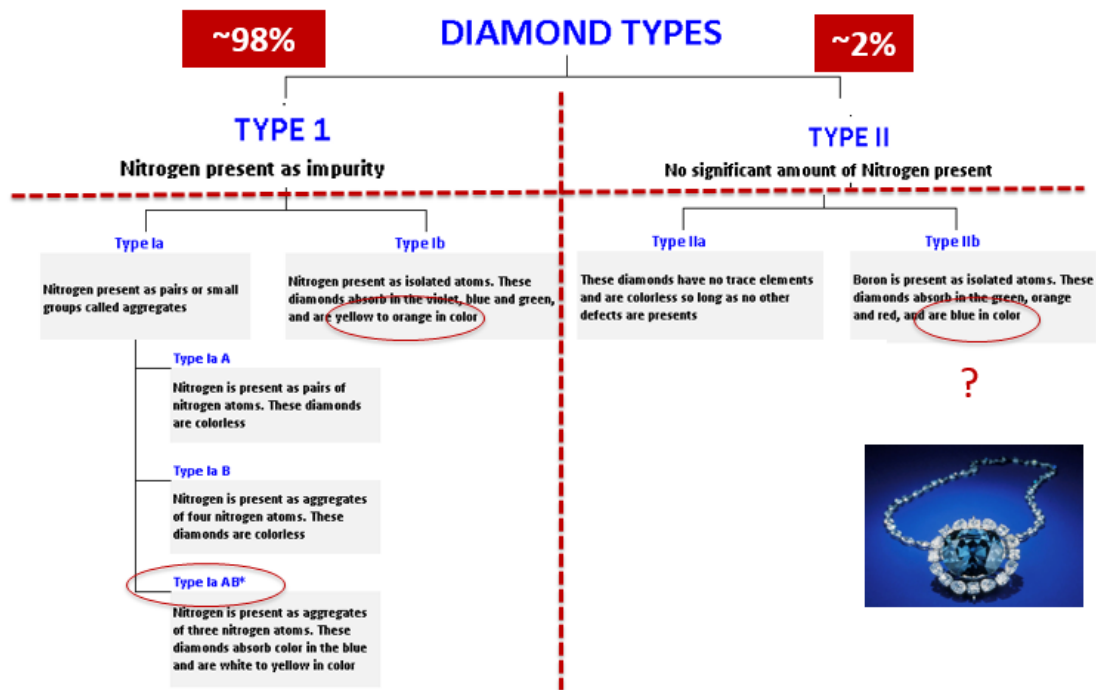 ~98%
DIAMOND TYPES
~2%
TYPE 1
Nitrogen present as impurity
TYPE II
No significant amount of Nitrogen present
Type Ia
Nitrogen present as pairs or small
groups called aggregates
Type Ib
Nitrogen present as isolated atoms. These
diamonds absorb in the violet, blue and green,
and are yellow to orange in color
Type IIa
These diamonds have no trace elements
and are colorless so long as no other
defects are presents
Type IIb
Boron is present as isolated atoms. These
diamonds absorb in the green, orange
and red, and are blue in color
?
Type Ia A
Nitrogen is present as pairs of
nitrogen atoms. These diamonds
are colorless
Type Ia B
Nitrogen is present as aggregates
of four nitrogen atoms. These
diamonds are colorless
Type Ia AB*
Nitrogen is present as aggregates
of three nitrogen atoms. These
diamonds absorb color in the blue
and are white to yellow in color